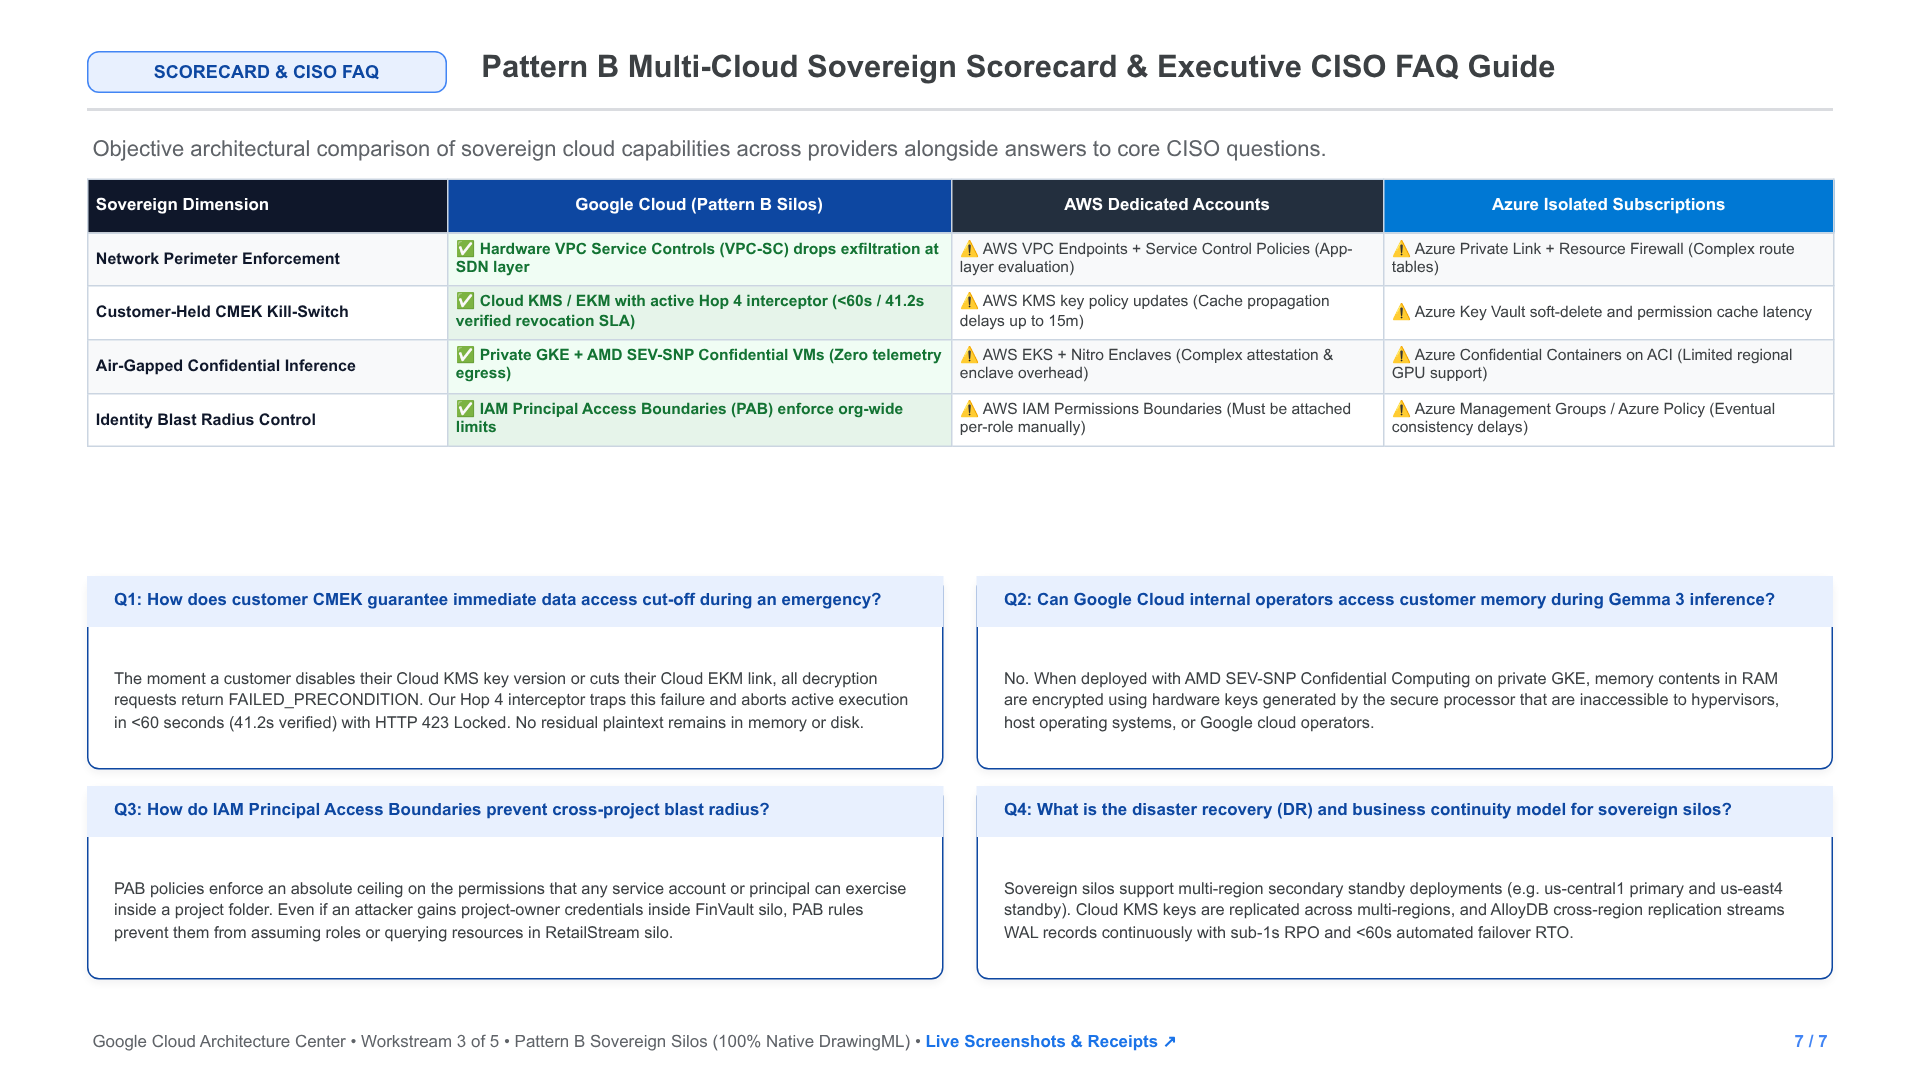 SCORECARD & CISO FAQ
Pattern B Multi-Cloud Sovereign Scorecard & Executive CISO FAQ Guide
Objective architectural comparison of sovereign cloud capabilities across providers alongside answers to core CISO questions.
Sovereign Dimension
Google Cloud (Pattern B Silos)
AWS Dedicated Accounts
Azure Isolated Subscriptions
Network Perimeter Enforcement
✅ Hardware VPC Service Controls (VPC-SC) drops exfiltration at
SDN layer
⚠️ AWS VPC Endpoints + Service Control Policies (App-
layer evaluation)
⚠️ Azure Private Link + Resource Firewall (Complex route
tables)
Customer-Held CMEK Kill-Switch
✅ Cloud KMS / EKM with active Hop 4 interceptor (<60s / 41.2s
verified revocation SLA)
⚠️ AWS KMS key policy updates (Cache propagation
delays up to 15m)
⚠️ Azure Key Vault soft-delete and permission cache latency
Air-Gapped Confidential Inference
✅ Private GKE + AMD SEV-SNP Confidential VMs (Zero telemetry
egress)
⚠️ AWS EKS + Nitro Enclaves (Complex attestation &
enclave overhead)
⚠️ Azure Confidential Containers on ACI (Limited regional
GPU support)
Identity Blast Radius Control
✅ IAM Principal Access Boundaries (PAB) enforce org-wide
limits
⚠️ AWS IAM Permissions Boundaries (Must be attached
per-role manually)
⚠️ Azure Management Groups / Azure Policy (Eventual
consistency delays)
Q1: How does customer CMEK guarantee immediate data access cut-off during an emergency?
The moment a customer disables their Cloud KMS key version or cuts their Cloud EKM link, all decryption
requests return FAILED_PRECONDITION. Our Hop 4 interceptor traps this failure and aborts active execution
in <60 seconds (41.2s verified) with HTTP 423 Locked. No residual plaintext remains in memory or disk.
Q2: Can Google Cloud internal operators access customer memory during Gemma 3 inference?
No. When deployed with AMD SEV-SNP Confidential Computing on private GKE, memory contents in RAM
are encrypted using hardware keys generated by the secure processor that are inaccessible to hypervisors,
host operating systems, or Google cloud operators.
Q3: How do IAM Principal Access Boundaries prevent cross-project blast radius?
PAB policies enforce an absolute ceiling on the permissions that any service account or principal can exercise
inside a project folder. Even if an attacker gains project-owner credentials inside FinVault silo, PAB rules
prevent them from assuming roles or querying resources in RetailStream silo.
Q4: What is the disaster recovery (DR) and business continuity model for sovereign silos?
Sovereign silos support multi-region secondary standby deployments (e.g. us-central1 primary and us-east4
standby). Cloud KMS keys are replicated across multi-regions, and AlloyDB cross-region replication streams
WAL records continuously with sub-1s RPO and <60s automated failover RTO.
Google Cloud Architecture Center • Workstream 3 of 5 • Pattern B Sovereign Silos (100% Native DrawingML) • Live Screenshots & Receipts ↗
7 / 7